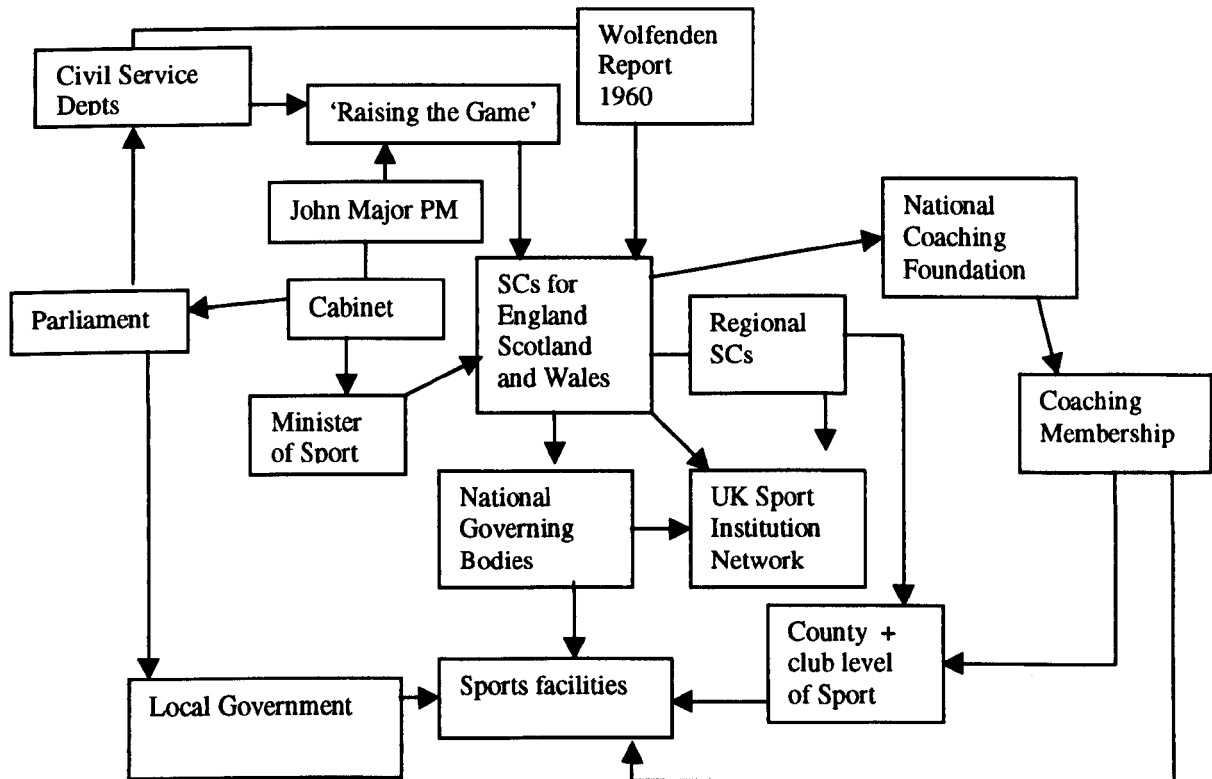 Wolfenden
Report
1960
Civil Service
Depts
'Raising the Game'
John Major PM
National
Coaching
Foundation
SCs for
England
Scotland
and Wales
Parliament
Cabinet
Regional
SCs
Minister
of Sport
Coaching
Membership
National
Governing
Bodies
UK Sport
Institution
Network
County +
club level
of Sport
Sports facilities
Local Government